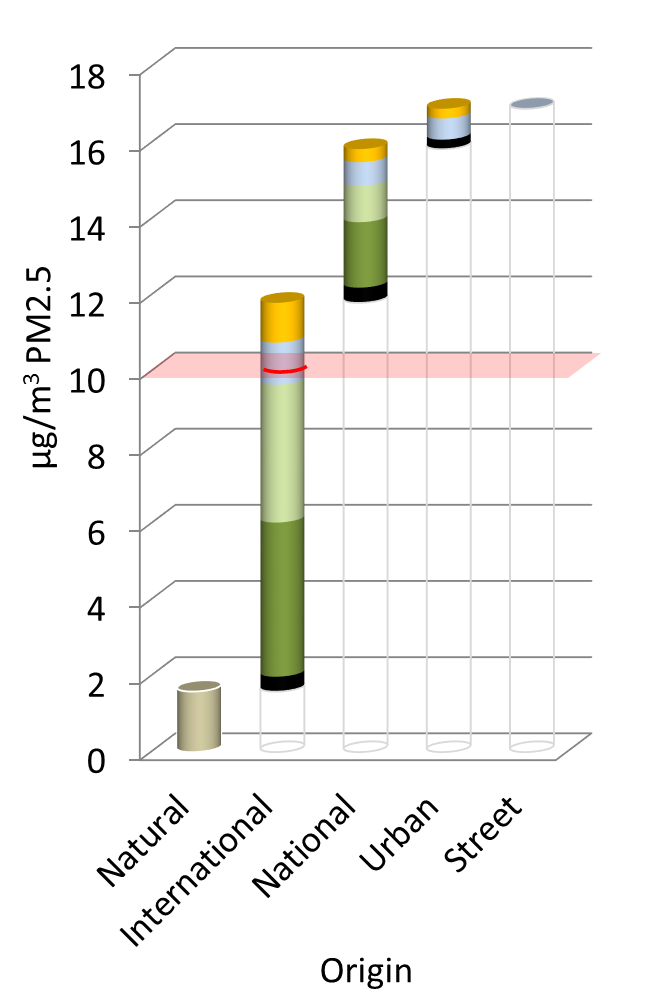 18
16
14
12
10
8
6
4
2
0
µg/m³ PM2.5
Natural
International
National
Urban
Street
Origin